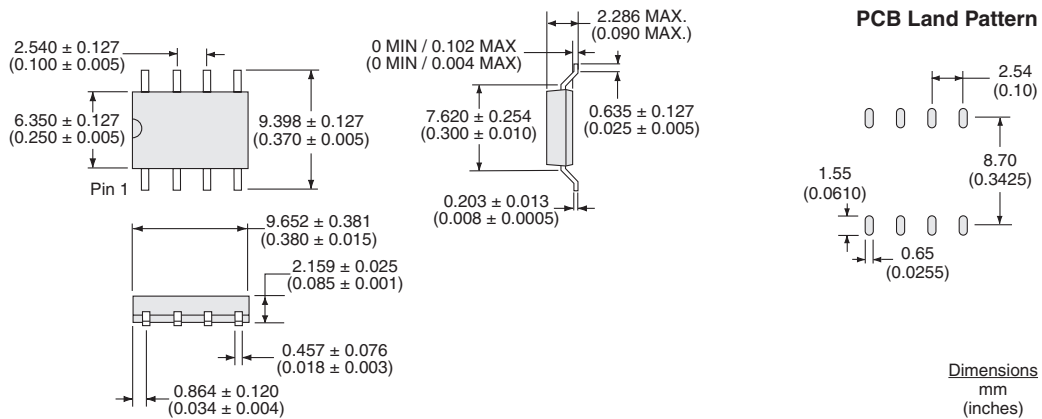 2.540 ± 0.127
(0.100 ± 0.005)
6.350 ± 0.127
(0.250 ± 0.005)
9.398 ± 0.127
(0.370 ± 0.005)
Pin 1
9.652 ± 0.381
(0.380 ± 0.015)
2.159 ± 0.025
(0.085 ± 0.001)
0.457 ± 0.076
(0.018 ± 0.003)
0.864 ± 0.120
(0.034 ± 0.004)
2.286 MAX.
(0.090 MAX.)
0 MIN / 0.102 MAX
(0 MIN / 0.004 MAX)
7.620 ± 0.254
(0.300 ± 0.010)
0.635 ± 0.127
(0.025 ± 0.005)
0.203 ± 0.013
(0.008 ± 0.0005)
PCB Land Pattern
2.54
(0.10)
8.70
(0.3425)
1.55
(0.0610)
0.65
(0.0255)
Dimensions
mm
(inches)